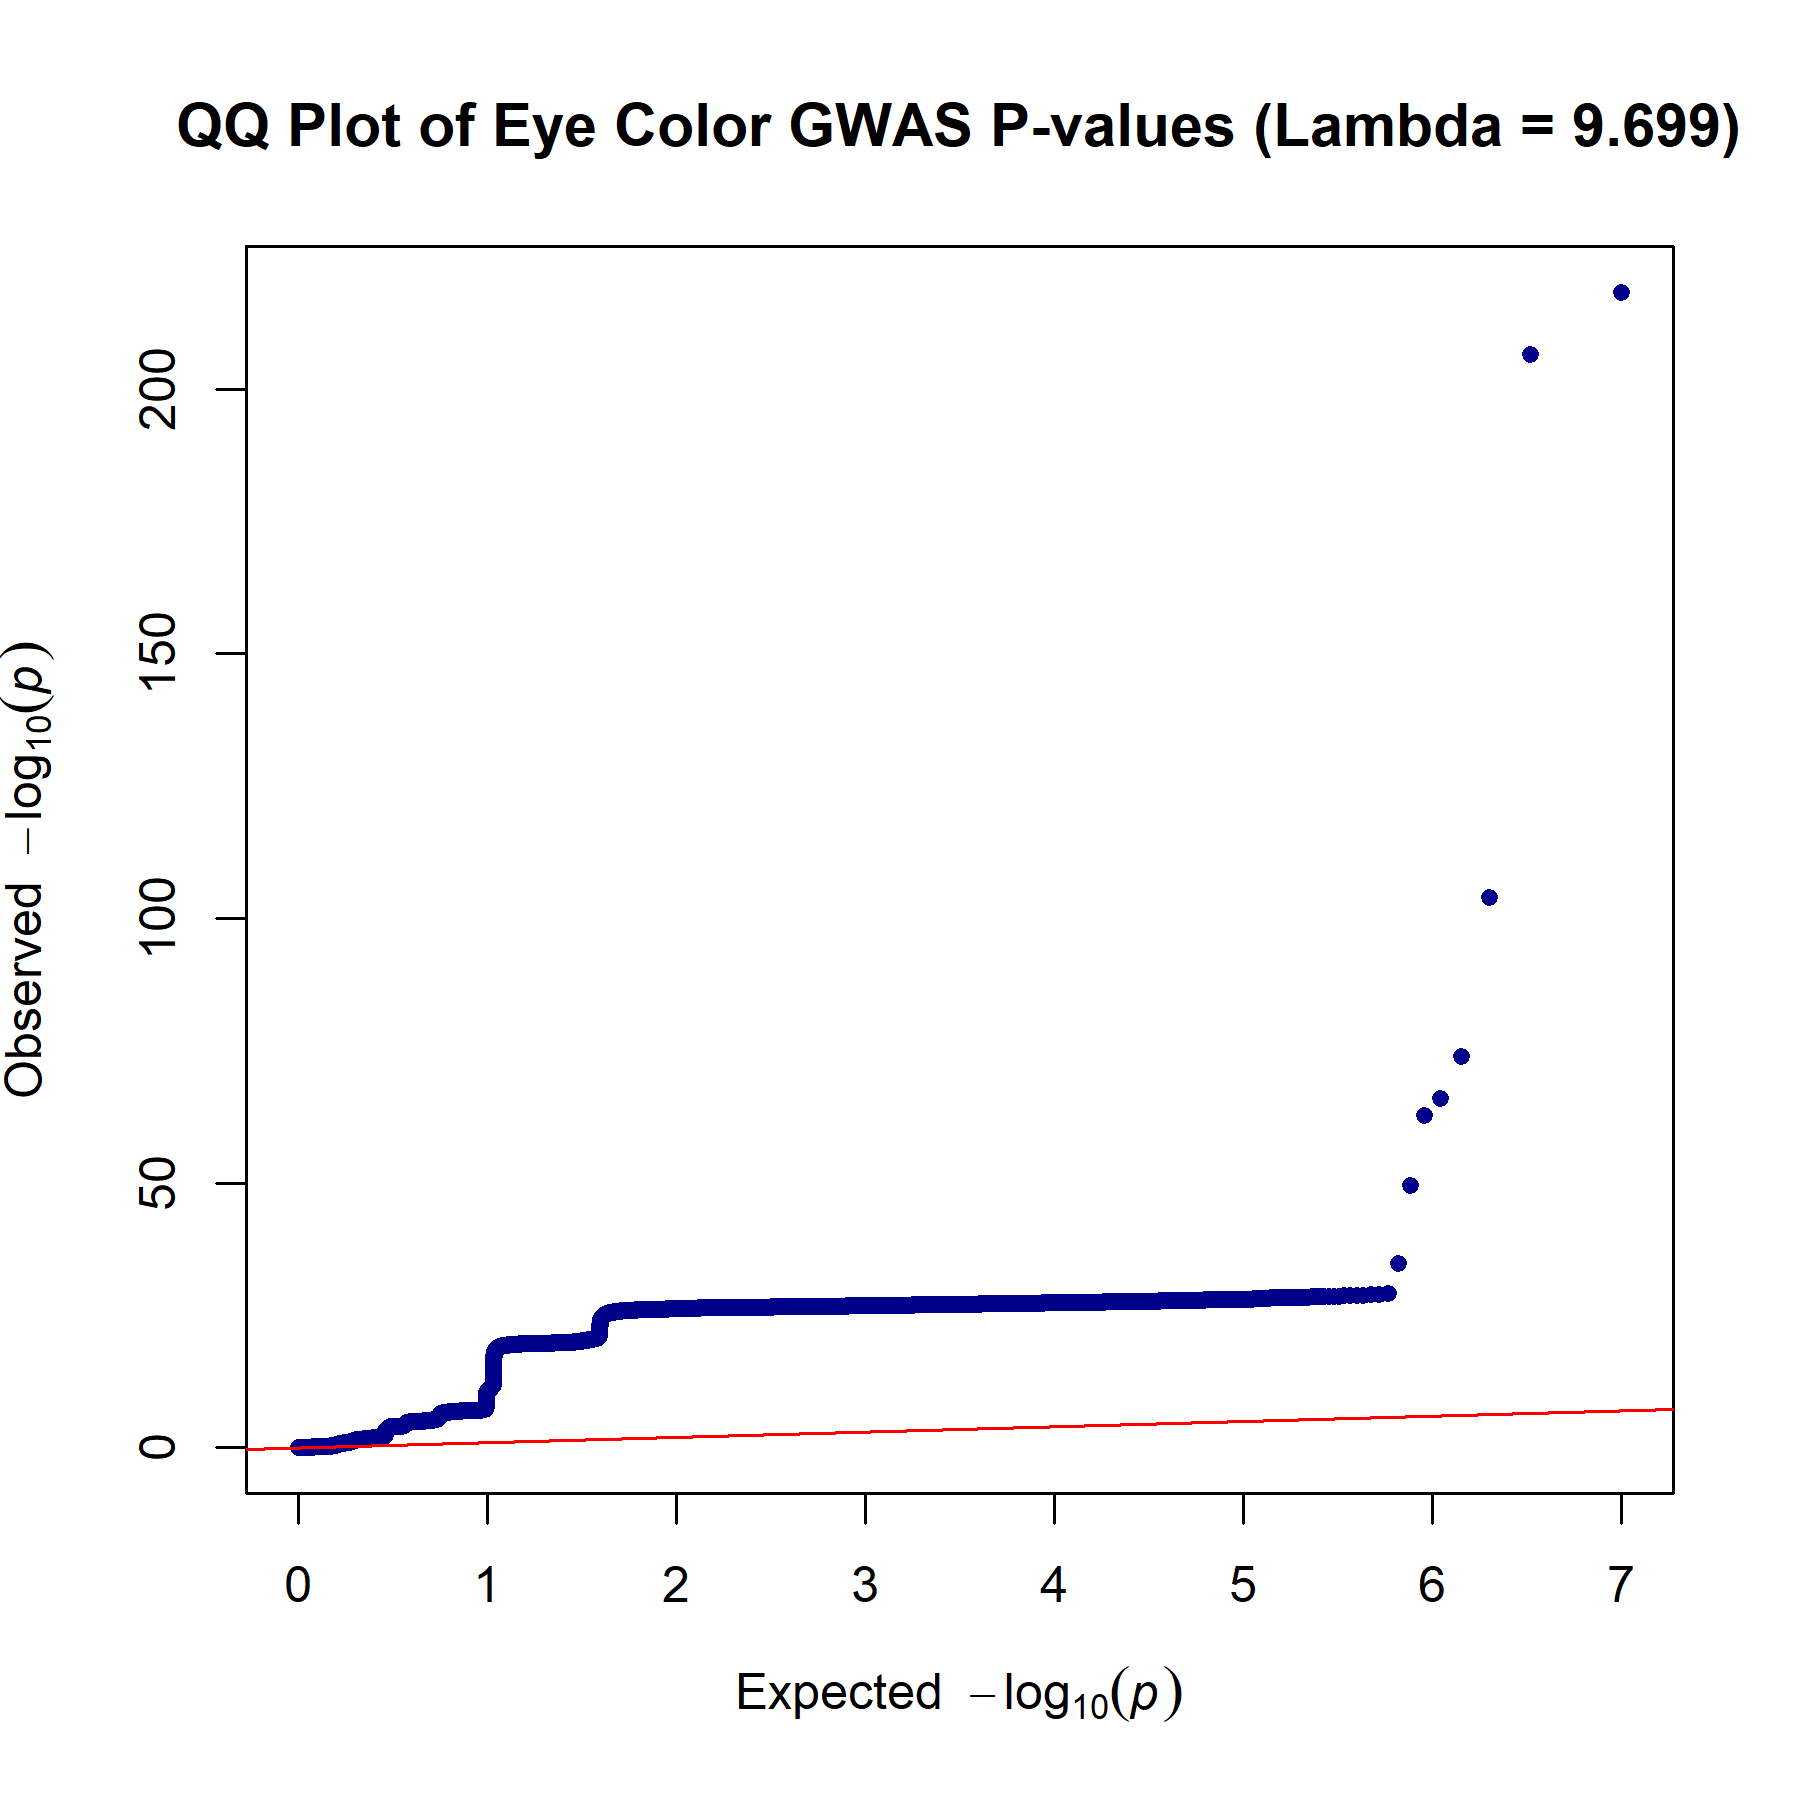 QQ Plot of Eye Color GWAS P-values (Lambda = 9.699)
Observed −log10(p)
200
150
100
50
0
0 1 2 3 4 5 6 7
Expected −log10(p)